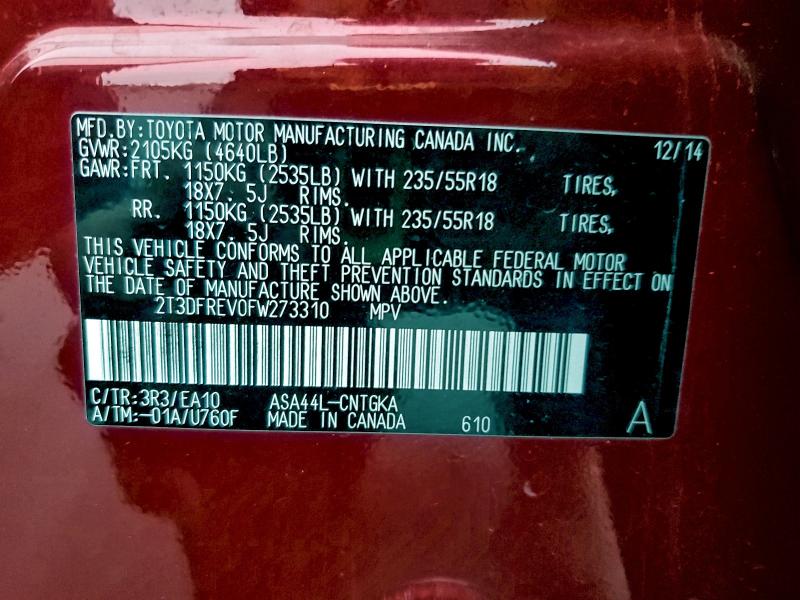 MFD.BY:TOYOTA MOTOR MANUFACTURING CANADA INC. 12/14
GVWR:2105KG (4640LB)
GAWR:FRT. 1150KG (2535LB) WITH 235/55R18 TIRES,
18X7. 5J RIMS.
RR. 1150KG (2535LB) WITH 235/55R18 TIRES,
18X7. 5J RIMS.
THIS VEHICLE CONFORMS TO ALL APPLICABLE FEDERAL MOTOR
VEHICLE SAFETY AND THEFT PREVENTION STANDARDS IN EFFECT ON
THE DATE OF MANUFACTURE SHOWN ABOVE.
2T3DFREV0FW273310 MPV
C/TR:3R3/EA10 ASA44L-CNTGKA
A/TM:-01A/U760F MADE IN CANADA 610 A